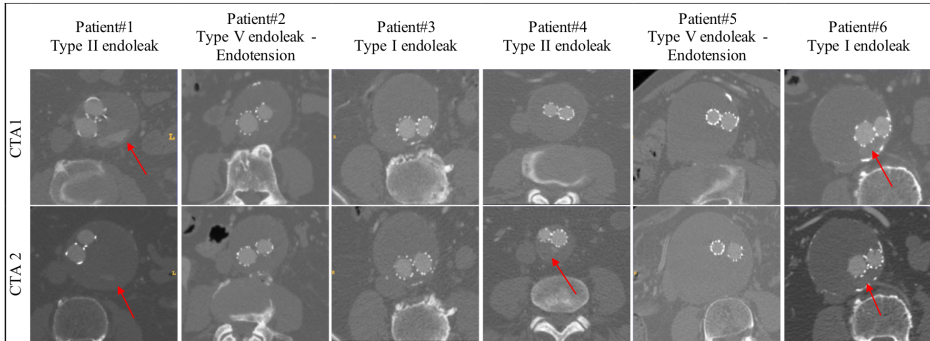 Patient#1
Type II endoleak
Patient#2
Type V endoleak -
Endotension
Patient#3
Type I endoleak
Patient#4
Type II endoleak
Patient#5
Type V endoleak -
Endotension
Patient#6
Type I endoleak
CTA1
L
CTA 2
L